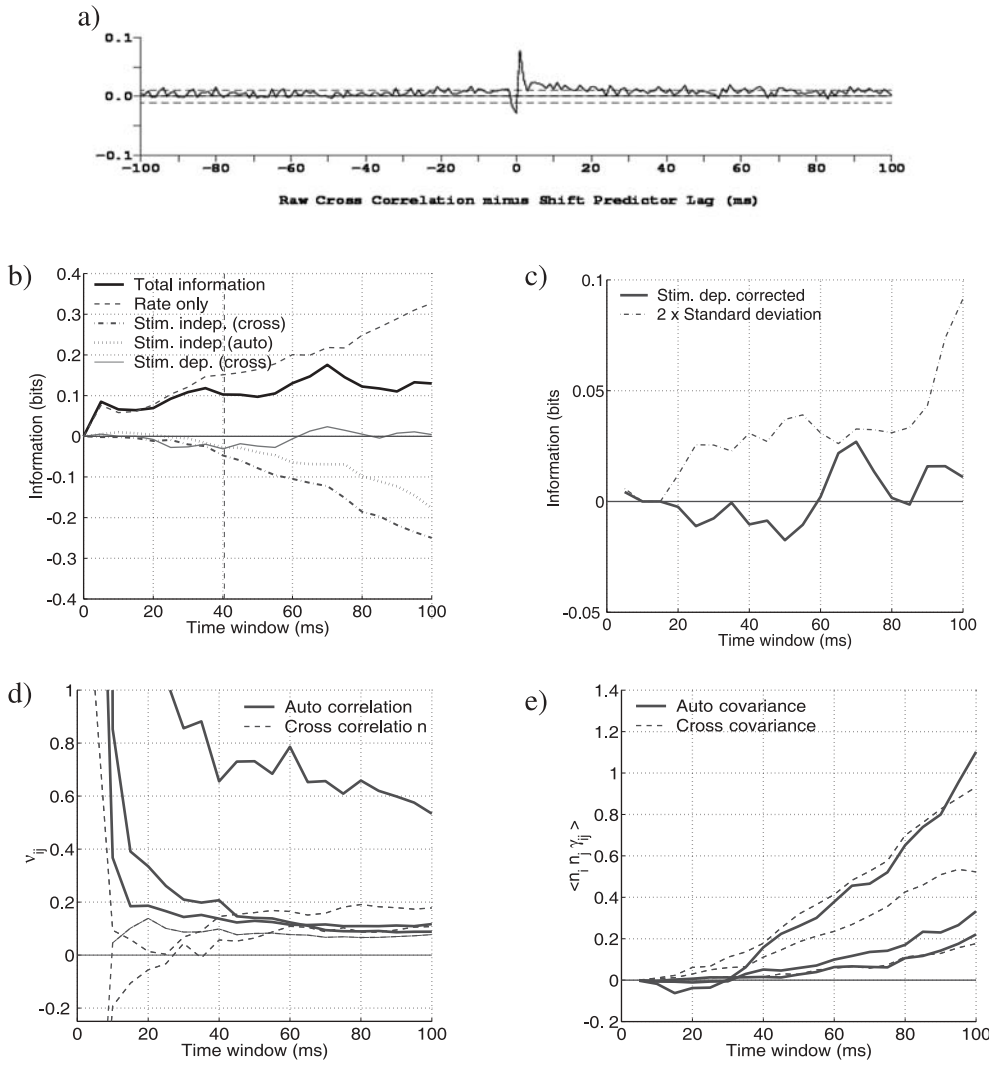 a)
0.1
0.0
-0.1
-100 -80 -60 -40 -20 0 20 40 60 80 100
Raw Cross Correlation minus Shift Predictor Lag (ms)
b)
0.4
0.3
0.2
0.1
0
-0.1
-0.2
-0.3
-0.4
Information (bits)
Total information
Rate only
Stim. indep. (cross)
Stim. indep (auto)
Stim. dep. (cross)
0 20 40 60 80 100
Time window (ms)
c)
0.1
0.05
0
-0.05
Information (bits
Stim. dep. corrected
2 x Standard deviation
0 20 40 60 80 100
Time window (ms)
d)
1
0.8
0.6
0.4
0.2
0
-0.2
ν_ij
Auto correlation
Cross correlatio n
0 20 40 60 80 100
Time window (ms)
e)
1.4
1.2
1
0.8
0.6
0.4
0.2
0
-0. 2
<n_i n_j γ_ij >
Auto covariance
Cross covariance
0 20 40 60 80 100
Time window (ms)